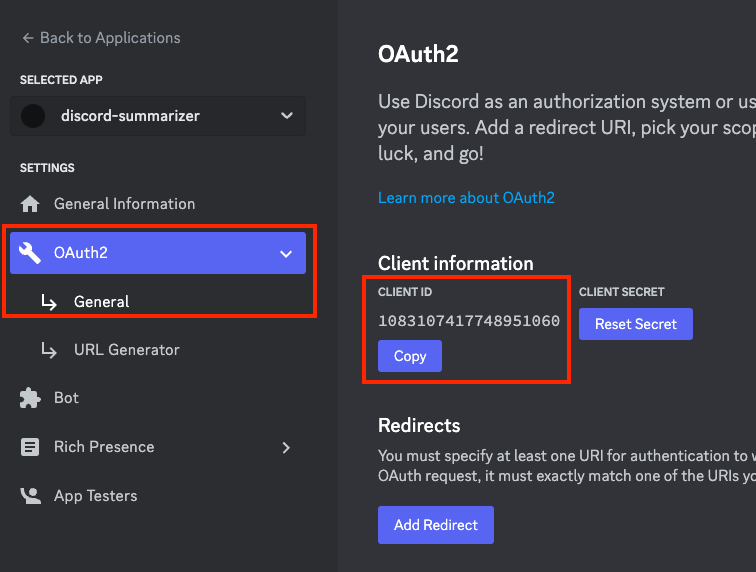 Back to Applications
SELECTED APP
discord-summarizer
SETTINGS
General Information
OAuth2
General
URL Generator
Bot
Rich Presence
App Testers
OAuth2
Use Discord as an authorization system or us
your users. Add a redirect URI, pick your scop
luck, and go!
Learn more about OAuth2
Client information
CLIENT ID
CLIENT SECRET
1083107417748951060
Reset Secret
Copy
Redirects
You must specify at least one URI for authentication to w
OAuth request, it must exactly match one of the URIs yo
Add Redirect